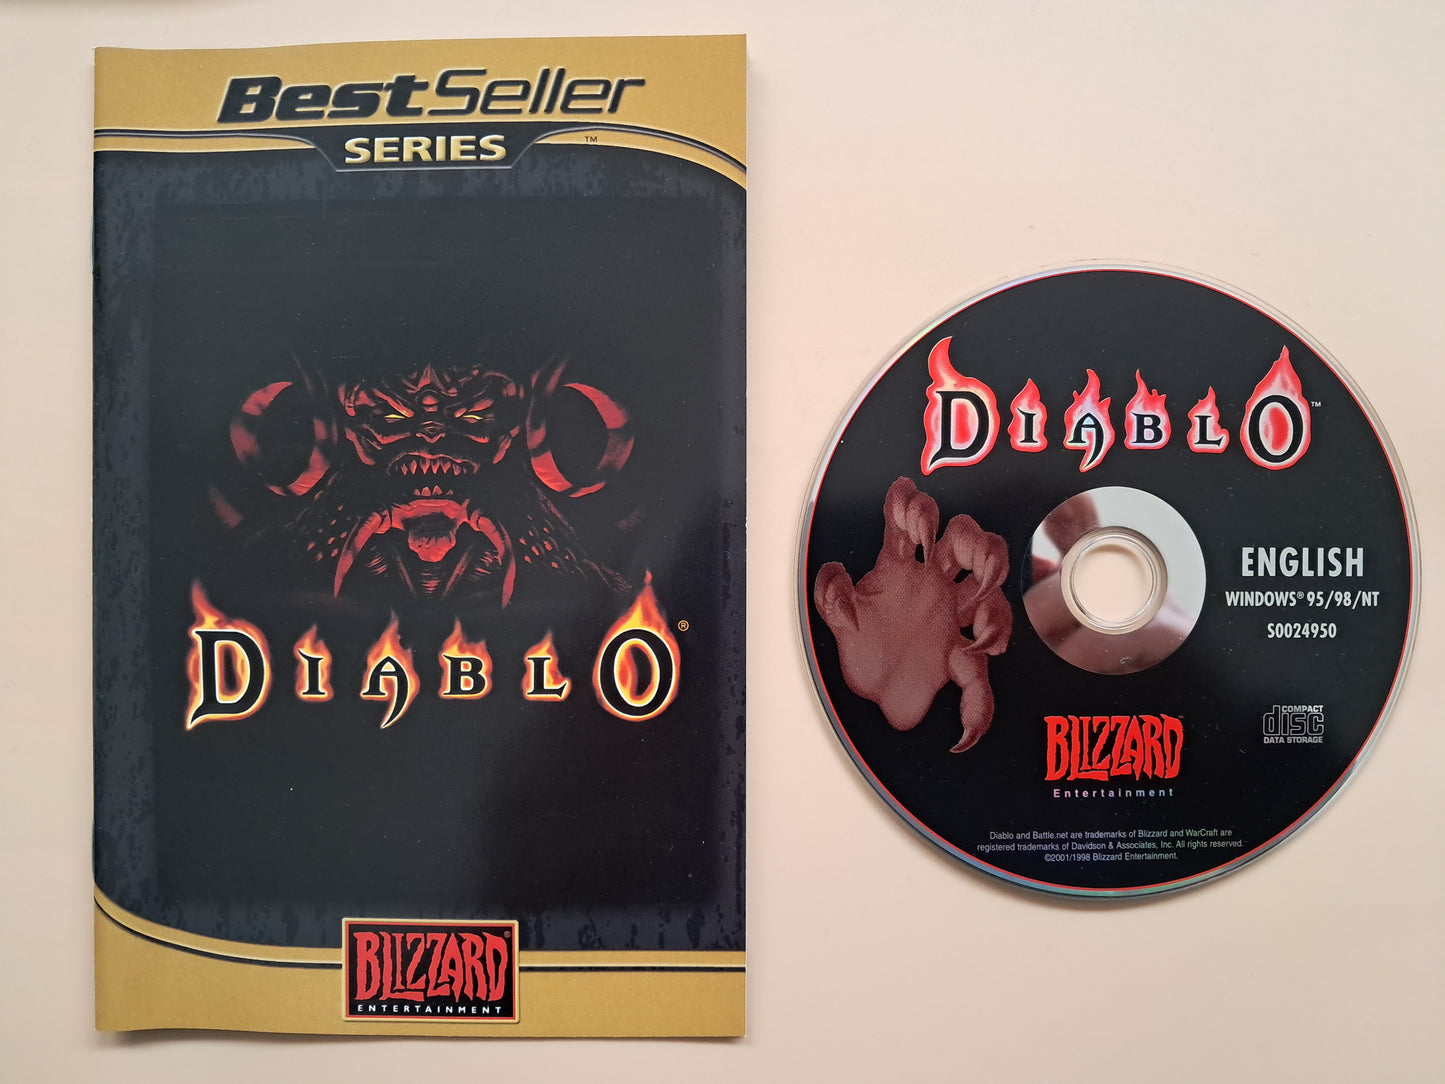 BestSeller
SERIES ™
DIABLO ®
BLIZZARD ®
ENTERTAINMENT
DIABLO ™
ENGLISH
WINDOWS® 95/98/NT
S0024950
COMPACT
disc
DATA STORAGE
BLIZZARD ™
Entertainment
Diablo and Battle.net are trademarks of Blizzard and WarCraft are
registered trademarks of Davidson & Associates, Inc. All rights reserved.
©2001/1998 Blizzard Entertainment.